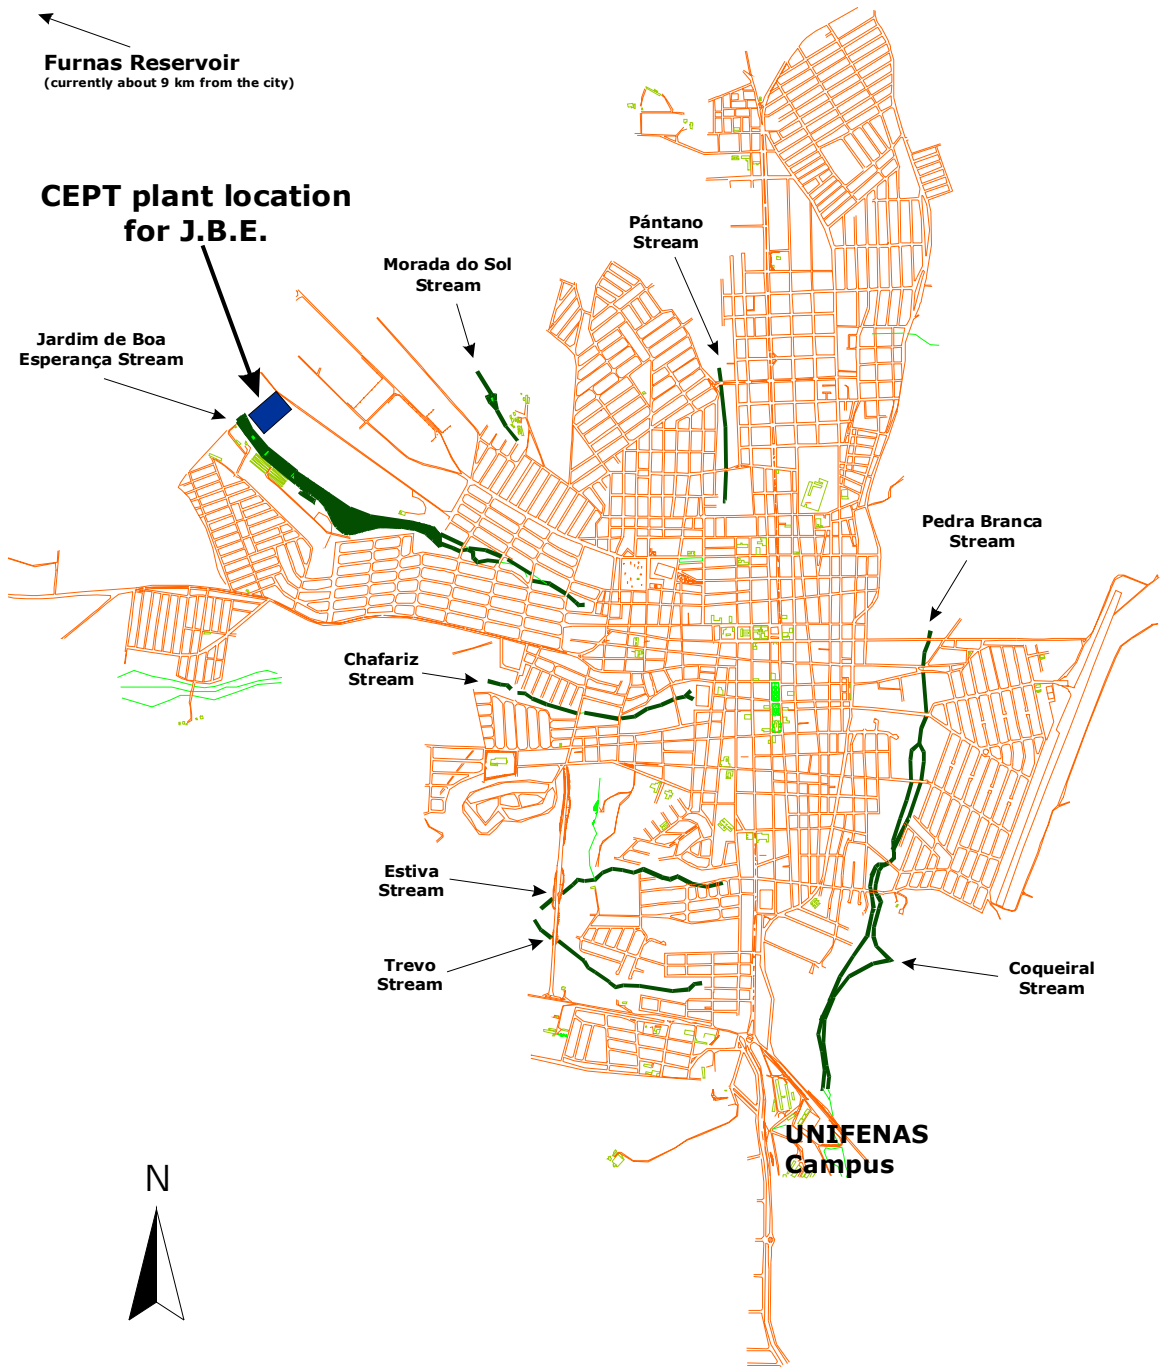 Furnas Reservoir
(currently about 9 km from the city)
CEPT plant location
for J.B.E.
Pántano
Stream
Morada do Sol
Stream
Jardim de Boa
Esperança Stream
Pedra Branca
Stream
Chafariz
Stream
Estiva
Stream
Trevo
Stream
Coqueiral
Stream
UNIFENAS
Campus
N